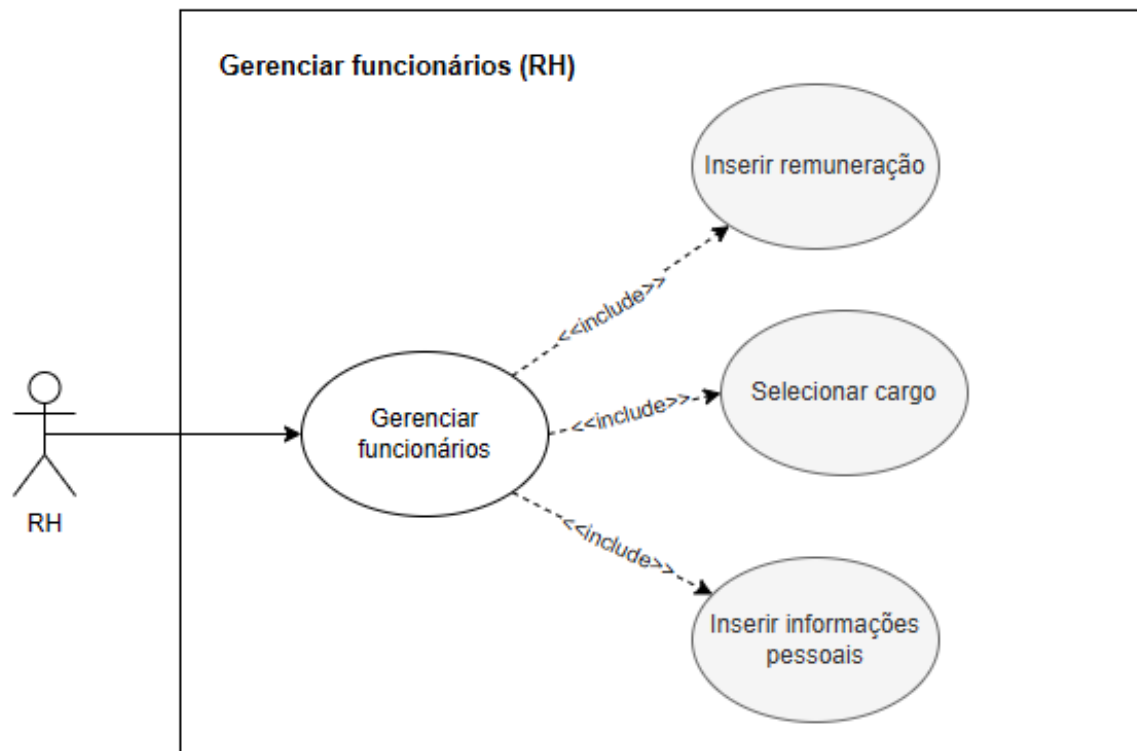 Gerenciar funcionários (RH)
Inserir remuneração
<<include>>
Selecionar cargo
<<include>>
Gerenciar
funcionários
RH
<<include>>
Inserir informações
pessoais